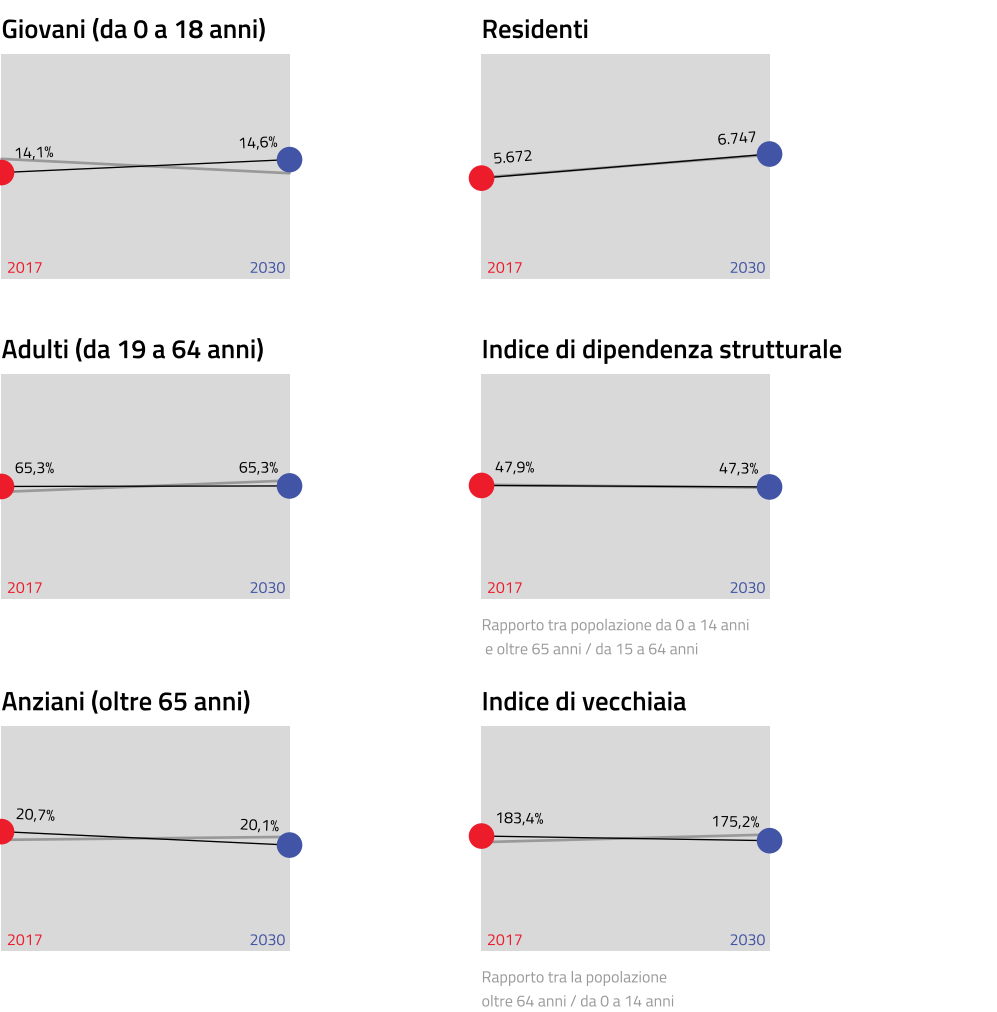 Giovani (da 0 a 18 anni)
14,1%
14,6%
2017
2030
Residenti
5.672
6.747
2017
2030
Adulti (da 19 a 64 anni)
65,3%
65,3%
2017
2030
Indice di dipendenza strutturale
47,9%
47,3%
2017
2030
Rapporto tra popolazione da 0 a 14 anni
e oltre 65 anni / da 15 a 64 anni
Anziani (oltre 65 anni)
20,7%
20,1%
2017
2030
Indice di vecchiaia
183,4%
175,2%
2017
2030
Rapporto tra la popolazione
oltre 64 anni / da 0 a 14 anni